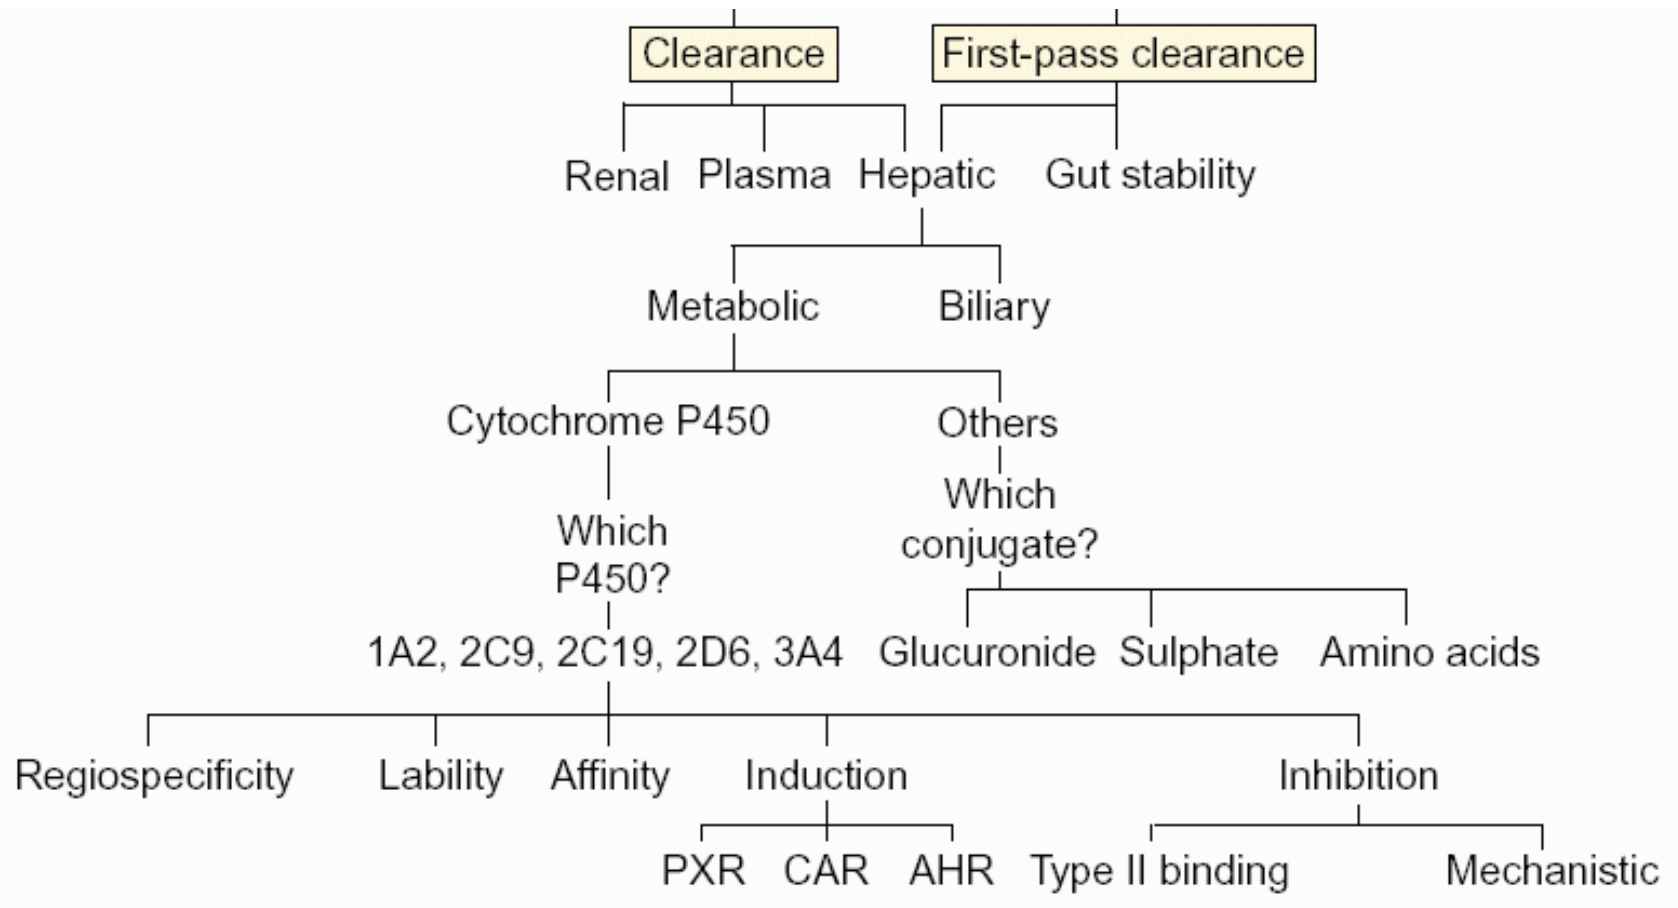 Clearance
First-pass clearance
Renal
Plasma
Hepatic
Gut stability
Metabolic
Biliary
Cytochrome P450
Others
Which
conjugate?
Which
P450?
1A2, 2C9, 2C19, 2D6, 3A4
Glucuronide
Sulphate
Amino acids
Regiospecificity
Lability
Affinity
Induction
Inhibition
PXR
CAR
AHR
Type II binding
Mechanistic